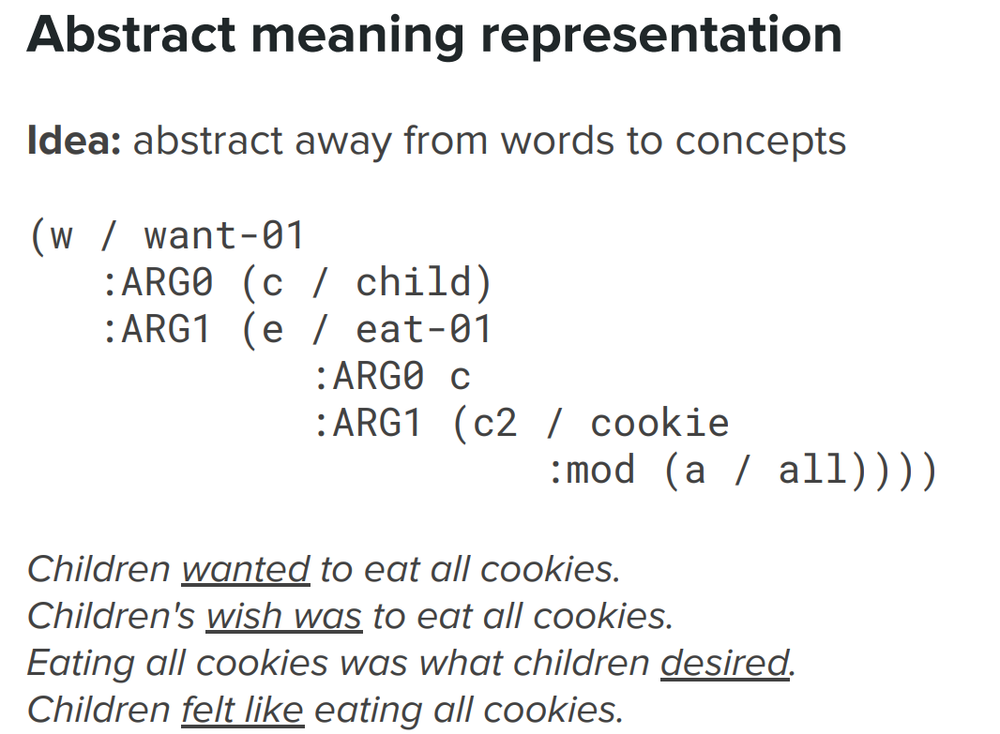 Abstract meaning representation
Idea: abstract away from words to concepts
(w / want-01
:ARG0 (c / child)
:ARG1 (e / eat-01
:ARG0 c
:ARG1 (c2 / cookie
:mod (a / all))))
Children wanted to eat all cookies.
Children's wish was to eat all cookies.
Eating all cookies was what children desired.
Children felt like eating all cookies.